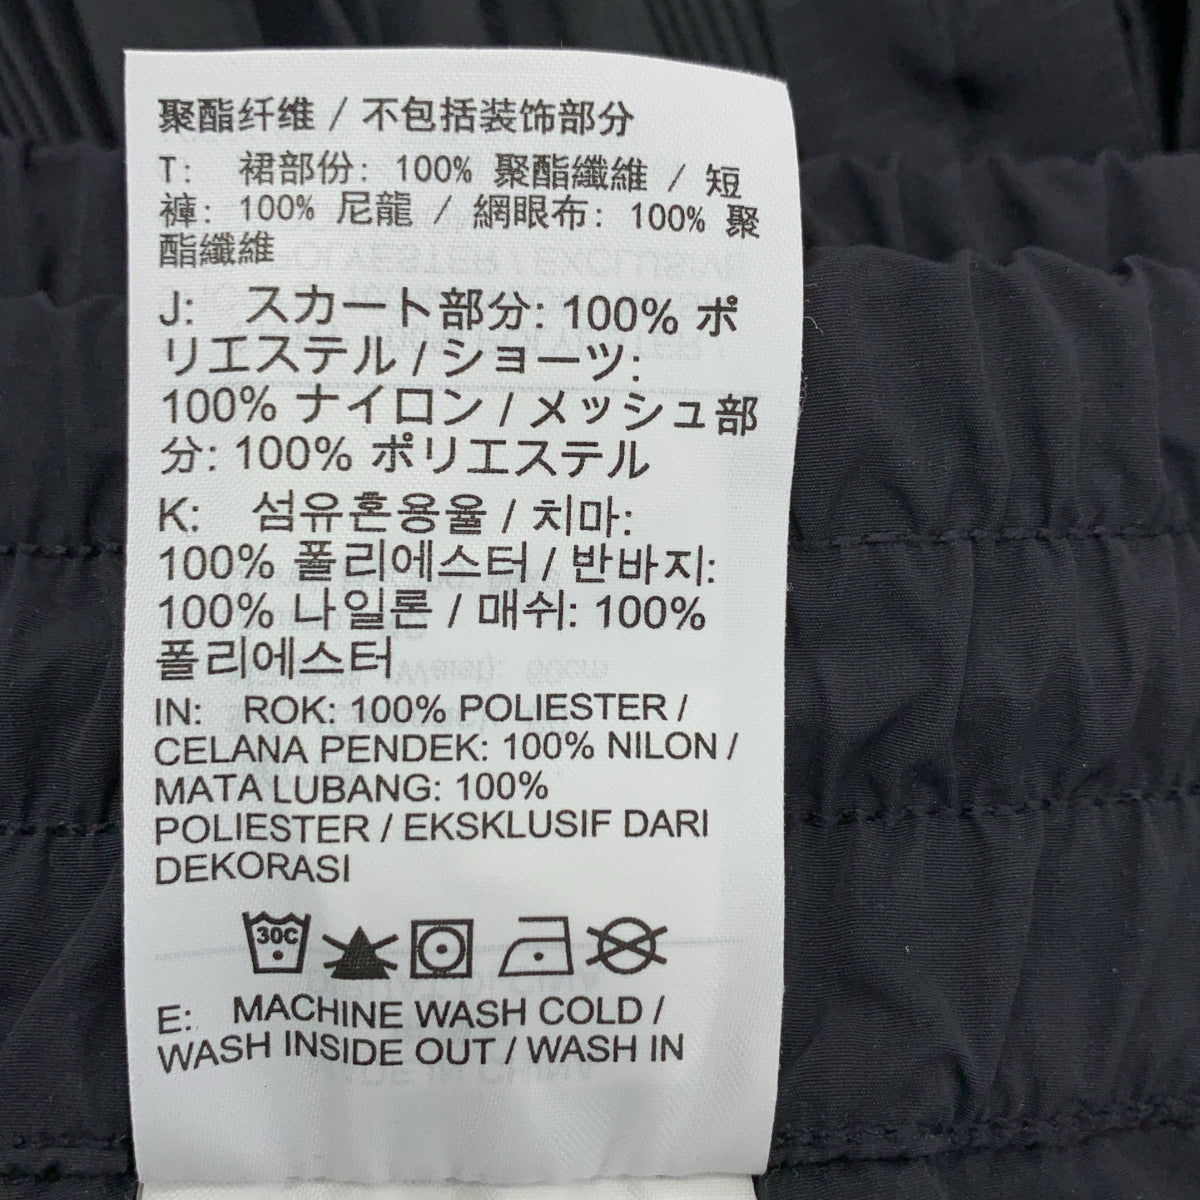 聚酯纤维 / 不包括装饰部分
T: 裙部份: 100% 聚酯纖維 / 短
褲: 100% 尼龍 / 網眼布: 100% 聚
酯纖維
J: スカート部分: 100% ポ
リエステル / ショーツ:
100% ナイロン / メッシュ部
分: 100% ポリエステル
K: 섬유혼용율 / 치마:
100% 폴리에스터 / 반바지:
100% 나일론 / 매쉬: 100%
폴리에스터
IN: ROK: 100% POLIESTER /
CELANA PENDEK: 100% NILON /
MATA LUBANG: 100%
POLIESTER / EKSKLUSIF DARI
DEKORASI
30C
E: MACHINE WASH COLD /
WASH INSIDE OUT / WASH IN